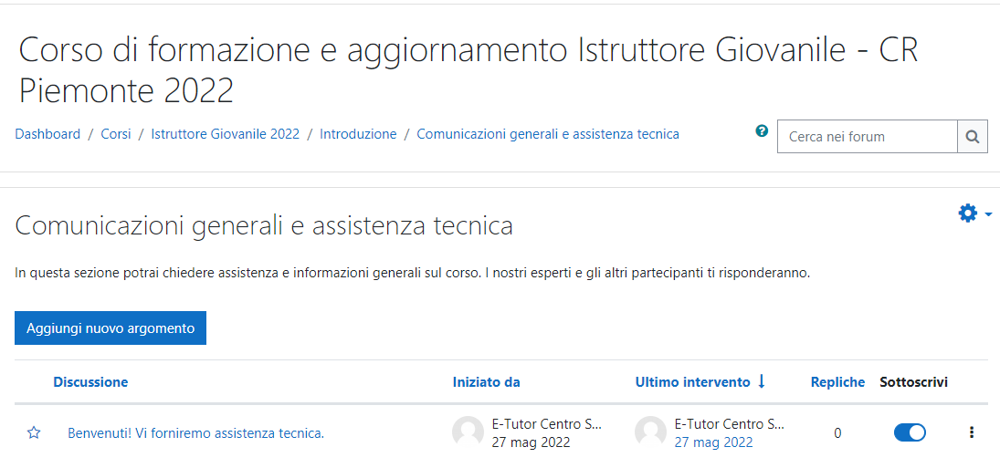 Corso di formazione e aggiornamento Istruttore Giovanile - CR
Piemonte 2022
Dashboard / Corsi / Istruttore Giovanile 2022 / Introduzione / Comunicazioni generali e assistenza tecnica
Cerca nei forum
Comunicazioni generali e assistenza tecnica
In questa sezione potrai chiedere assistenza e informazioni generali sul corso. I nostri esperti e gli altri partecipanti ti risponderanno.
Aggiungi nuovo argomento
Discussione Iniziato da Ultimo intervento ↓ Repliche Sottoscrivi
Benvenuti! Vi forniremo assistenza tecnica. E-Tutor Centro S... E-Tutor Centro S... 0
27 mag 2022 27 mag 2022